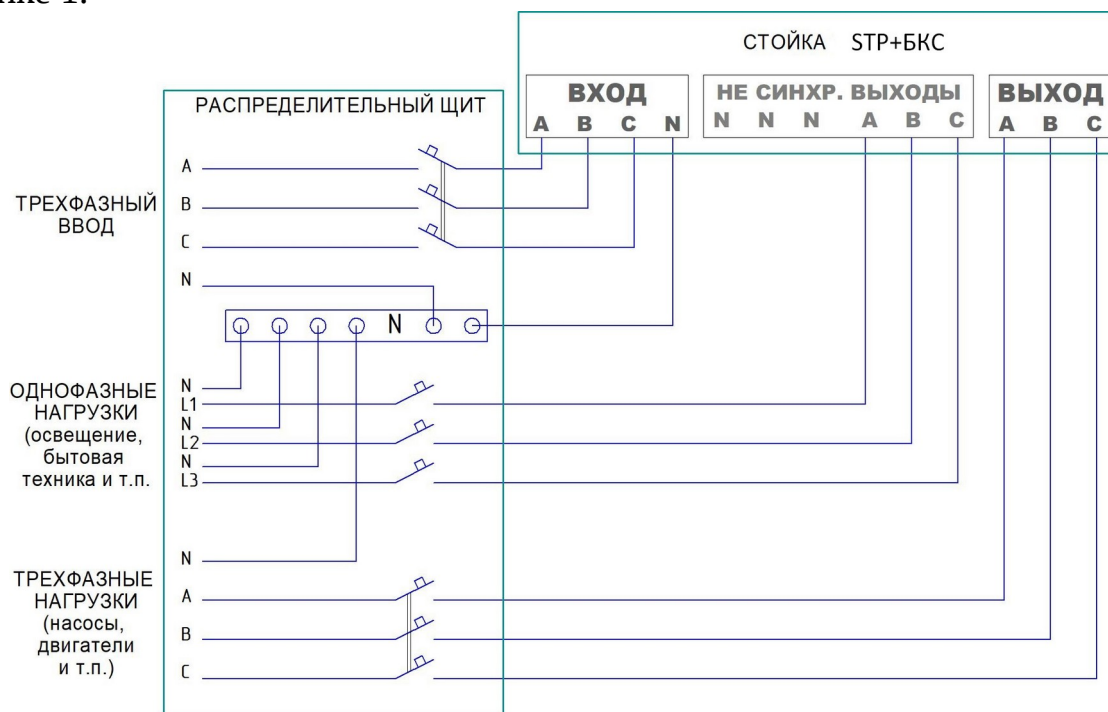 СТОЙКА STP+БКС
ВХОД
A B C N
НЕ СИНХР. ВЫХОДЫ
N N N A B C
ВЫХОД
A B C
РАСПРЕДЕЛИТЕЛЬНЫЙ ЩИТ
ТРЕХФАЗНЫЙ
ВВОД
A
B
C
N
N
ОДНОФАЗНЫЕ
НАГРУЗКИ
(освещение,
бытовая
техника и т.п.
N
L1
N
L2
N
L3
ТРЕХФАЗНЫЕ
НАГРУЗКИ
(насосы,
двигатели
и т.п.)
N
A
B
C